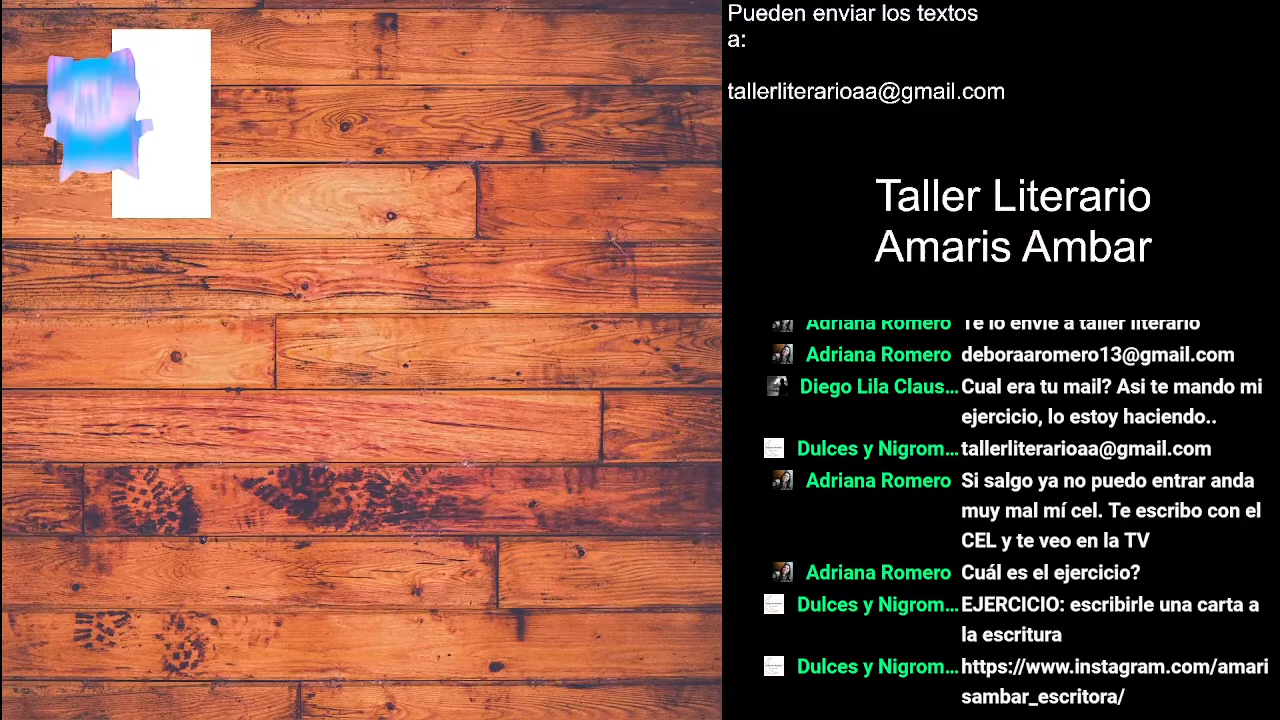 Pueden enviar los textos
a:
tallerliterarioaa@gmail.com
Taller Literario
Amaris Ambar
Adriana Romero Te lo envie a taller literario
Adriana Romero deboraaromero13@gmail.com
Diego Lila Claus... Cual era tu mail? Asi te mando mi
ejercicio, lo estoy haciendo..
Dulces y Nigrom... tallerliterarioaa@gmail.com
Adriana Romero Si salgo ya no puedo entrar anda
muy mal mí cel. Te escribo con el
CEL y te veo en la TV
Adriana Romero Cuál es el ejercicio?
Dulces y Nigrom... EJERCICIO: escribirle una carta a
la escritura
Dulces y Nigrom... https://www.instagram.com/amari
sambar_escritora/